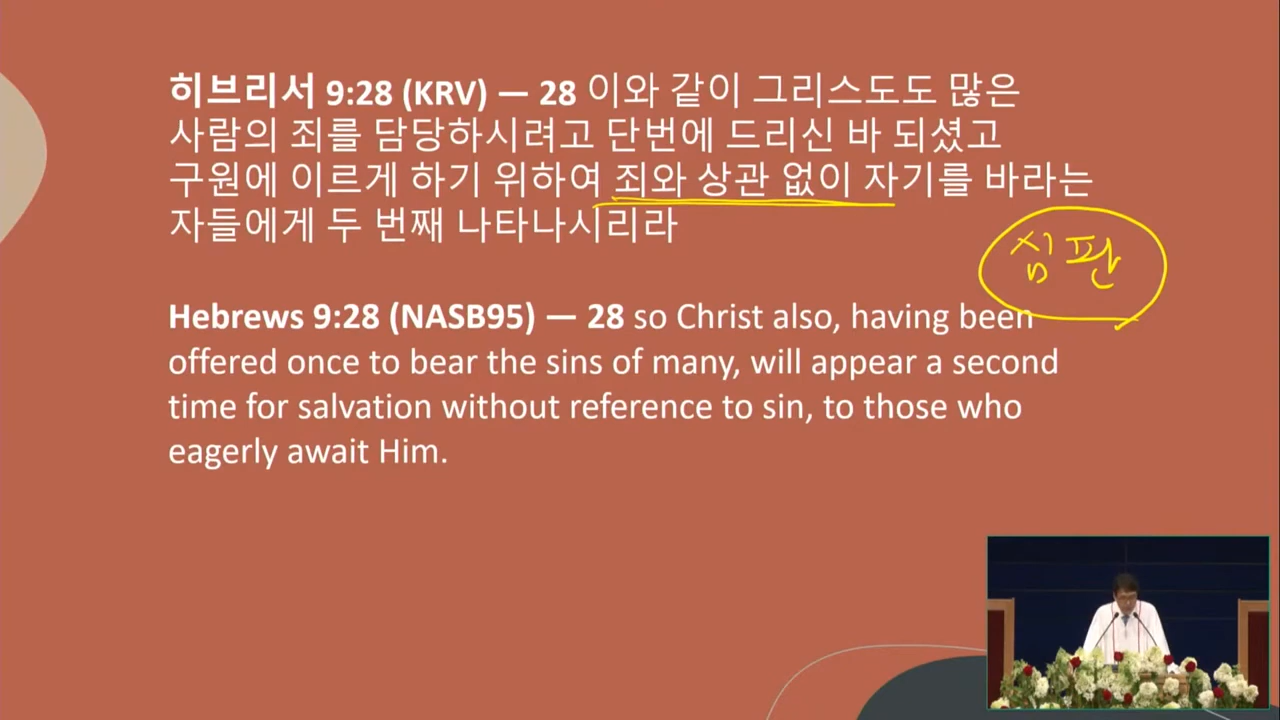 히브리서 9:28 (KRV) — 28 이와 같이 그리스도도 많은
사람의 죄를 담당하시려고 단번에 드리신 바 되셨고
구원에 이르게 하기 위하여 죄와 상관 없이 자기를 바라는
자들에게 두 번째 나타나시리라
심판
Hebrews 9:28 (NASB95) — 28 so Christ also, having been
offered once to bear the sins of many, will appear a second
time for salvation without reference to sin, to those who
eagerly await Him.